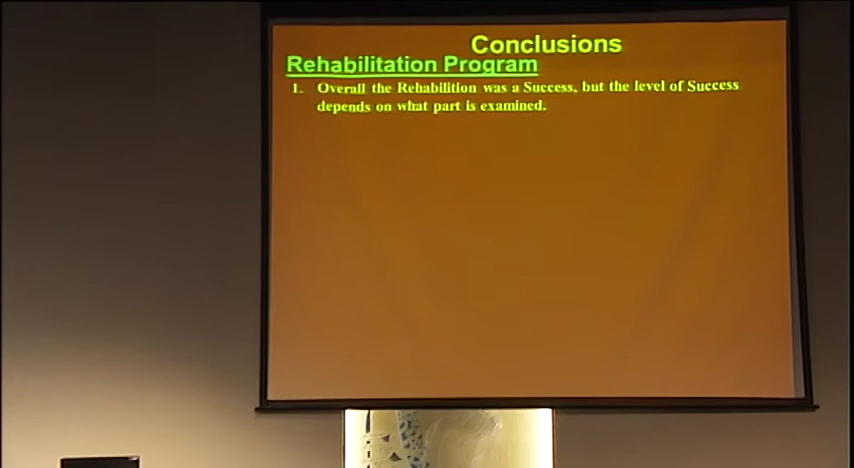 Conclusions
Rehabilitation Program
1. Overall the Rehabilition was a Success, but the level of Success
depends on what part is examined.